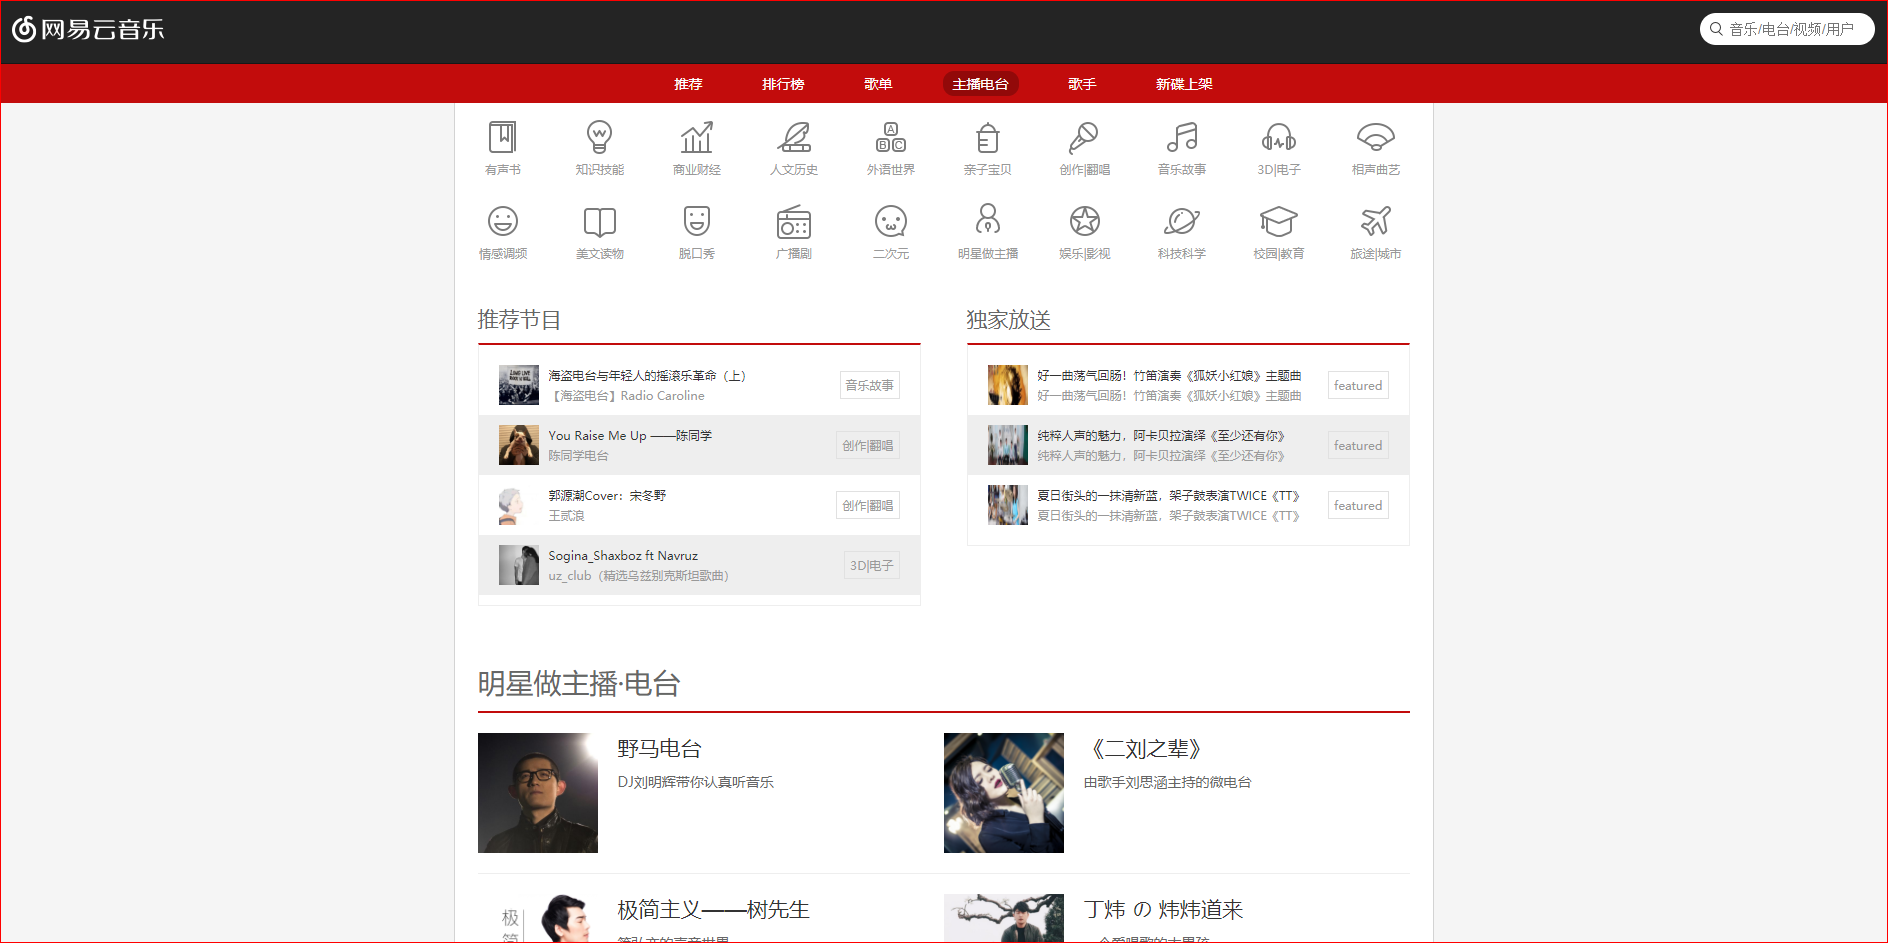 网易云音乐
音乐/电台/视频/用户
推荐 排行榜 歌单 主播电台 歌手 新碟上架
有声书 知识技能 商业财经 人文历史 外语世界 亲子宝贝 创作|翻唱 音乐故事 3D|电子 相声曲艺
情感调频 美文读物 脱口秀 广播剧 二次元 明星做主播 娱乐|影视 科技科学 校园|教育 旅途|城市
推荐节目
海盗电台与年轻人的摇滚乐革命（上）
【海盗电台】Radio Caroline
音乐故事
You Raise Me Up ——陈同学
陈同学电台
创作|翻唱
郭源潮Cover：宋冬野
王贰浪
创作|翻唱
Sogina_Shaxboz ft Navruz
uz_club（精选乌兹别克斯坦歌曲）
3D|电子
独家放送
好一曲荡气回肠！竹笛演奏《狐妖小红娘》主题曲
好一曲荡气回肠！竹笛演奏《狐妖小红娘》主题曲
featured
纯粹人声的魅力，阿卡贝拉演绎《至少还有你》
纯粹人声的魅力，阿卡贝拉演绎《至少还有你》
featured
夏日街头的一抹清新蓝，架子鼓表演TWICE《TT》
夏日街头的一抹清新蓝，架子鼓表演TWICE《TT》
featured
明星做主播·电台
野马电台
DJ刘明辉带你认真听音乐
《二刘之辈》
由歌手刘思涵主持的微电台
极简主义——树先生
丁炜 の 炜炜道来